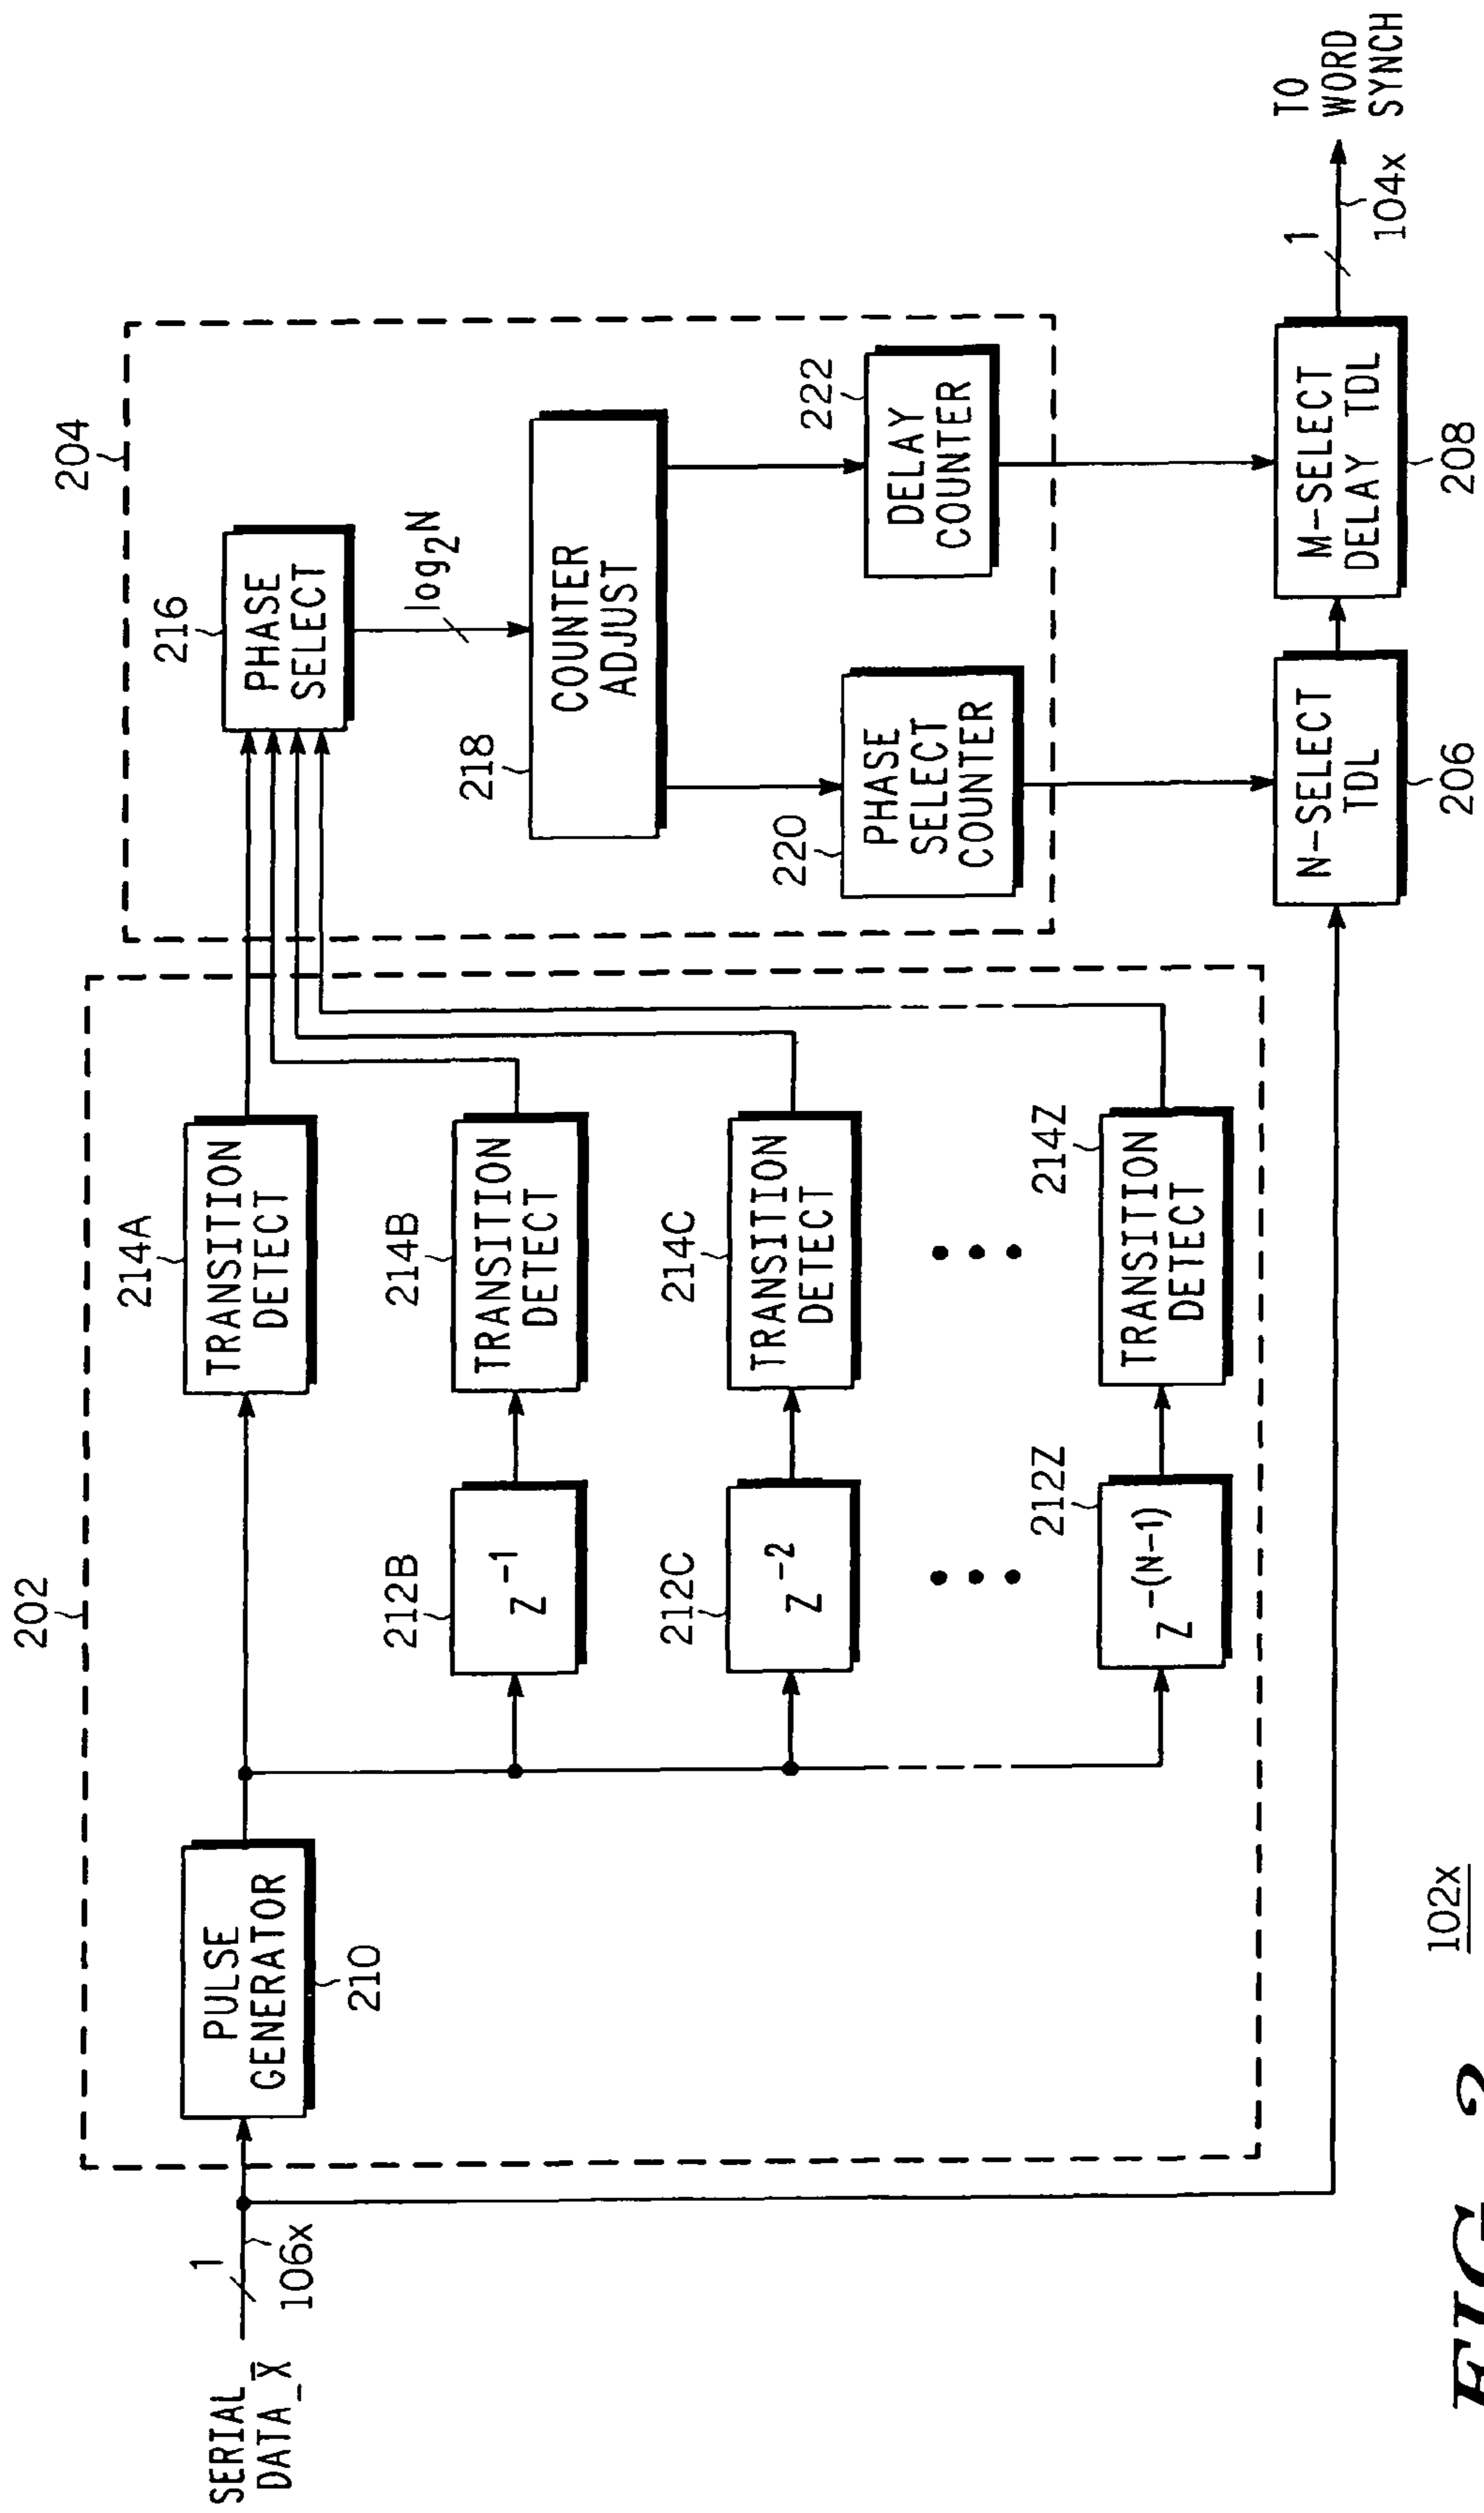 SERIAL
DATA_X
1
106x
202
PULSE
GENERATOR
210
212B
Z⁻¹
212C
Z⁻²
212Z
Z⁻⁽ᴺ⁻¹⁾
214A
TRANSITION
DETECT
214B
TRANSITION
DETECT
214C
TRANSITION
DETECT
214Z
TRANSITION
DETECT
204
216
PHASE
SELECT
log₂N
218
COUNTER
ADJUST
220
PHASE
SELECT
COUNTER
222
DELAY
COUNTER
N-SELECT
TDL
206
M-SELECT
DELAY TDL
208
1
104x
TO
WORD
SYNCH
102x
FIG. 2